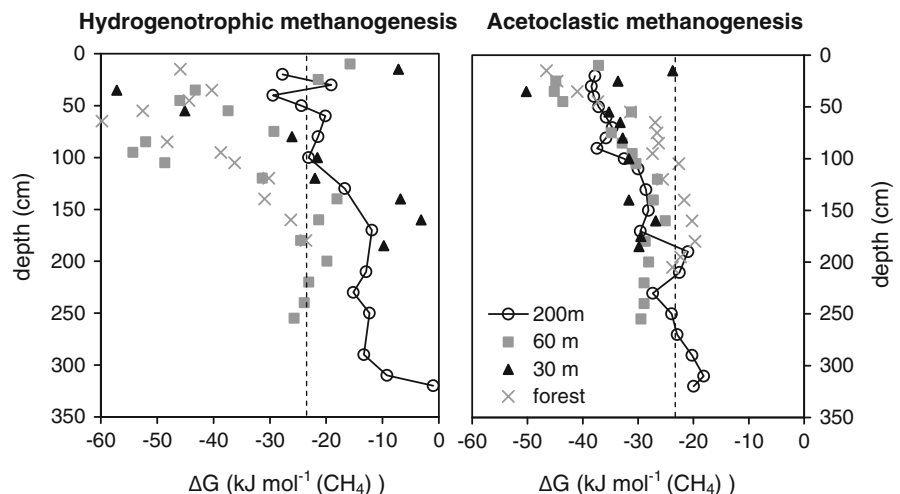 Hydrogenotrophic methanogenesis
Acetoclastic methanogenesis
0
50
100
150
200
250
300
350
depth (cm)
-60 -50 -40 -30 -20 -10 0
ΔG (kJ mol⁻¹ (CH₄) )
200m
60 m
30 m
forest
-60 -50 -40 -30 -20 -10 0
ΔG (kJ mol⁻¹ (CH₄) )
0
50
100
150
200
250
300
350
depth (cm)